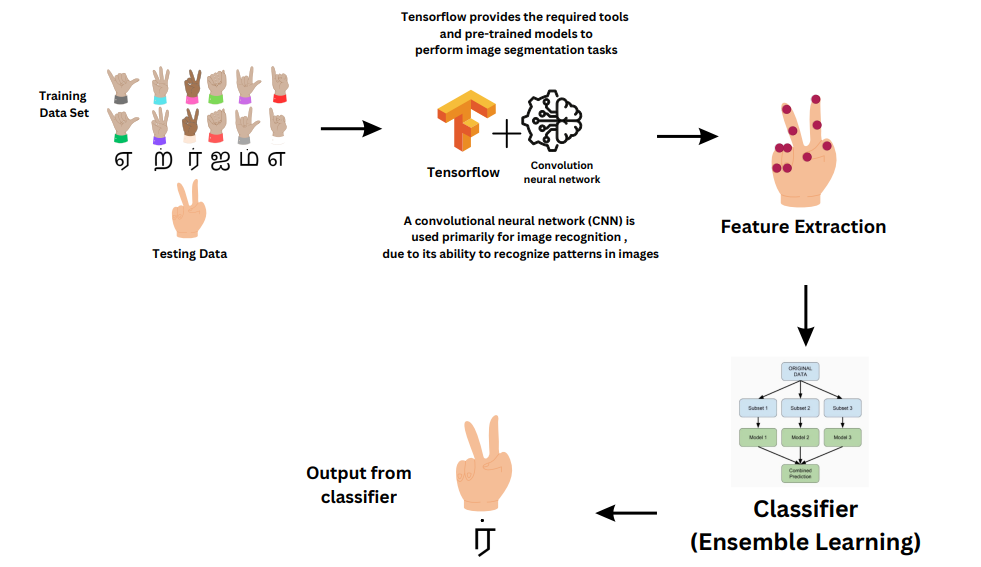 Tensorflow provides the required tools
and pre-trained models to
perform image segmentation tasks
Training
Data Set
ஏ ற் ர் ஐ ம் எ
Testing Data
Tensorflow
Convolution
neural network
A convolutional neural network (CNN) is
used primarily for image recognition ,
due to its ability to recognize patterns in images
Feature Extraction
ORIGINAL
DATA
Subset 1 Subset 2 Subset 3
Model 1 Model 2 Model 3
Combined
Prediction
Classifier
(Ensemble Learning)
Output from
classifier
ர்